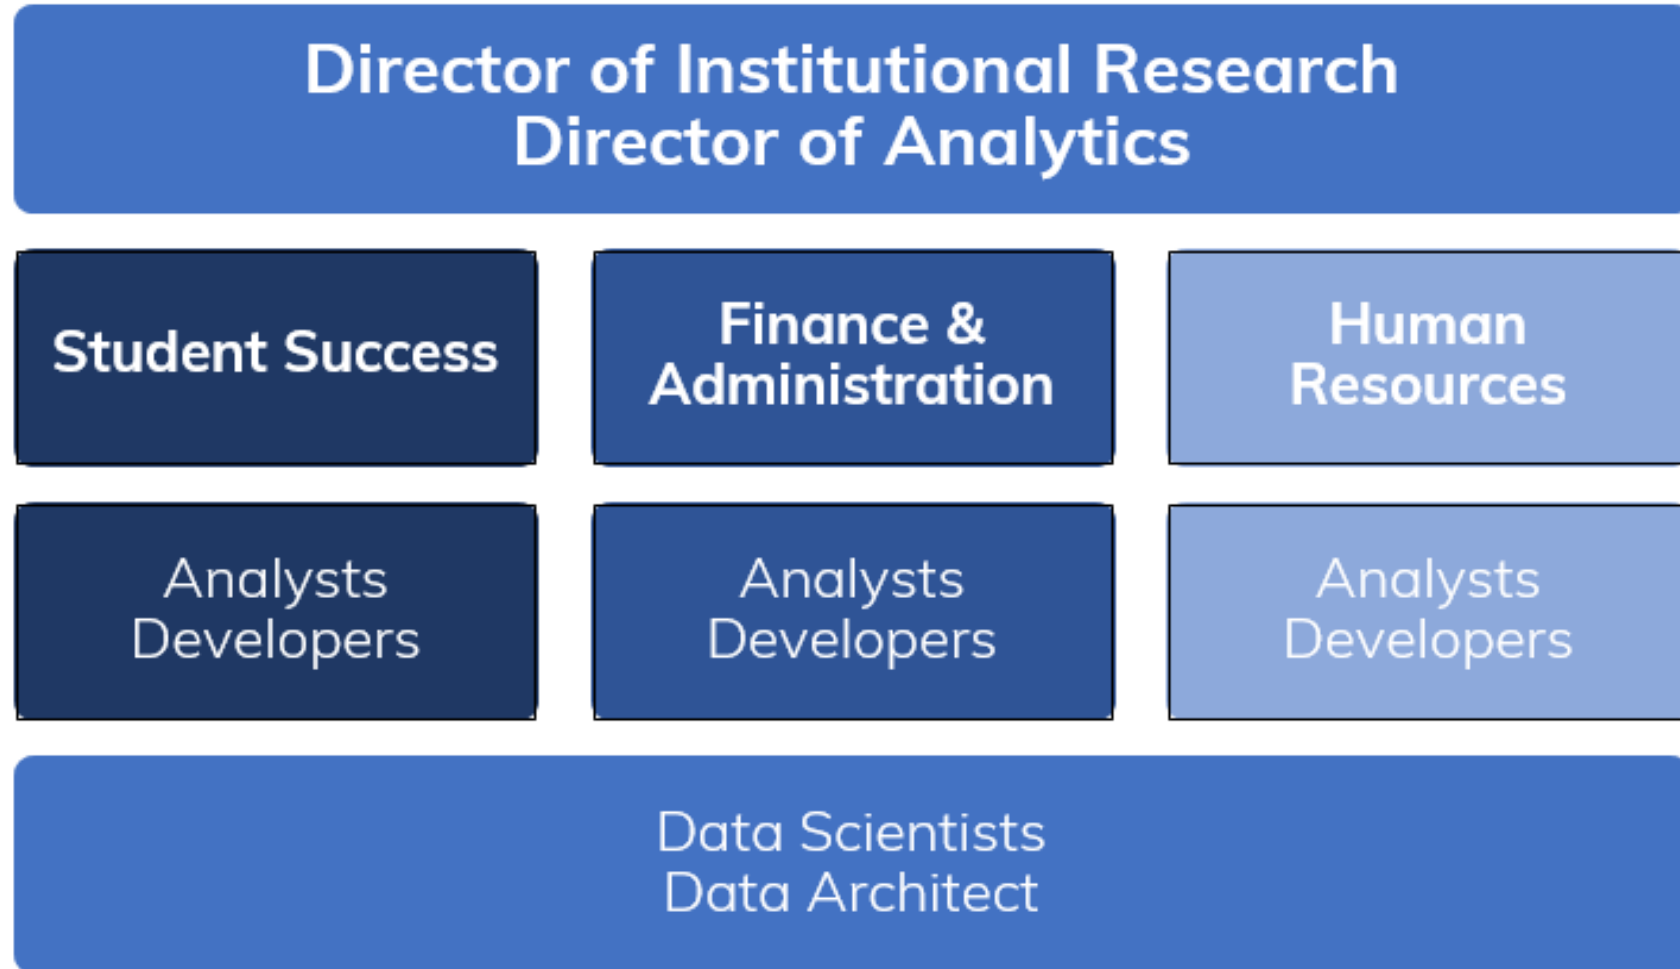 Director of Institutional Research
Director of Analytics
Student Success
Finance &
Administration
Human
Resources
Analysts
Developers
Analysts
Developers
Analysts
Developers
Data Scientists
Data Architect